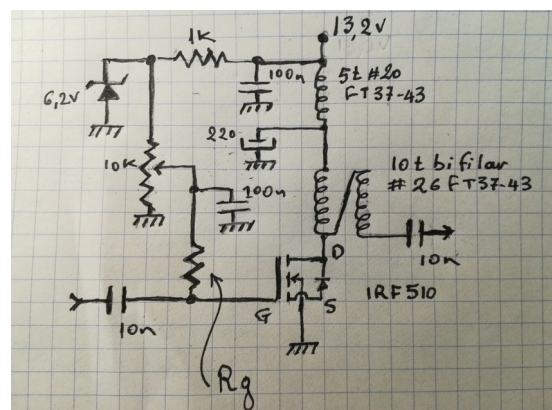 13,2v
1K
100n
5t #20
FT37-43
6,2v
220
10K
100n
10t bifilar
#26 FT37-43
D
10n
G
S
IRF510
10n
Rg